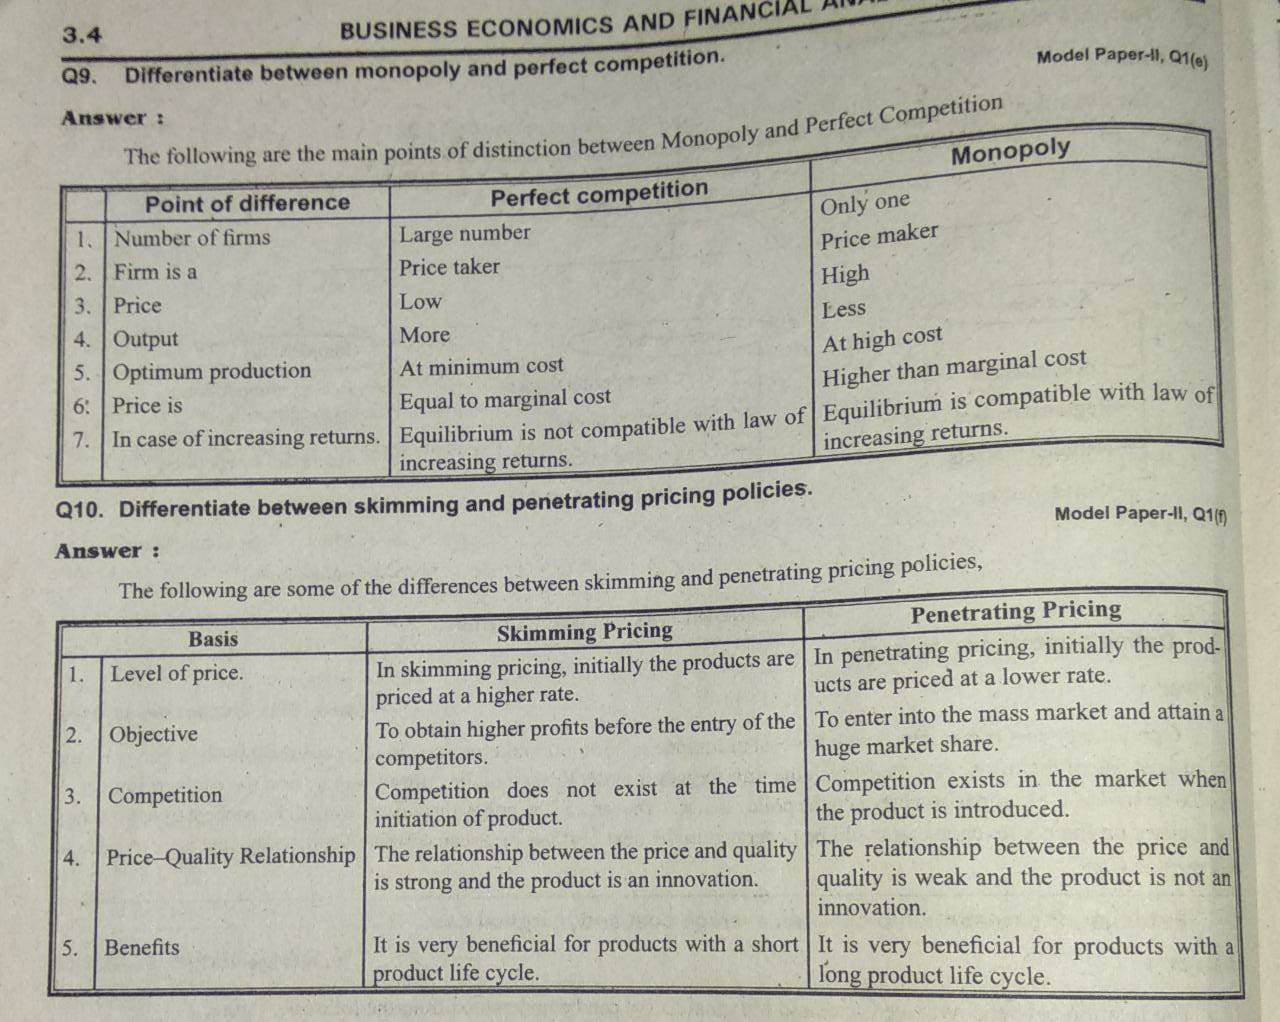 3.4 BUSINESS ECONOMICS AND FINANCIAL
Q9. Differentiate between monopoly and perfect competition.
Model Paper-II, Q1(e)
Answer :
The following are the main points of distinction between Monopoly and Perfect Competition
Point of difference Perfect competition Monopoly
1. Number of firms Large number Only one
2. Firm is a Price taker Price maker
3. Price Low High
4. Output More Less
5. Optimum production At minimum cost At high cost
6. Price is Equal to marginal cost Higher than marginal cost
7. In case of increasing returns. Equilibrium is not compatible with law of Equilibrium is compatible with law of
increasing returns. increasing returns.
Q10. Differentiate between skimming and penetrating pricing policies.
Model Paper-II, Q1(f)
Answer :
The following are some of the differences between skimming and penetrating pricing policies,
Basis Skimming Pricing Penetrating Pricing
1. Level of price. In skimming pricing, initially the products are In penetrating pricing, initially the prod-
priced at a higher rate. ucts are priced at a lower rate.
2. Objective To obtain higher profits before the entry of the To enter into the mass market and attain a
competitors. huge market share.
3. Competition Competition does not exist at the time Competition exists in the market when
initiation of product. the product is introduced.
4. Price–Quality Relationship The relationship between the price and quality The relationship between the price and
is strong and the product is an innovation. quality is weak and the product is not an
innovation.
5. Benefits It is very beneficial for products with a short It is very beneficial for products with a
product life cycle. long product life cycle.